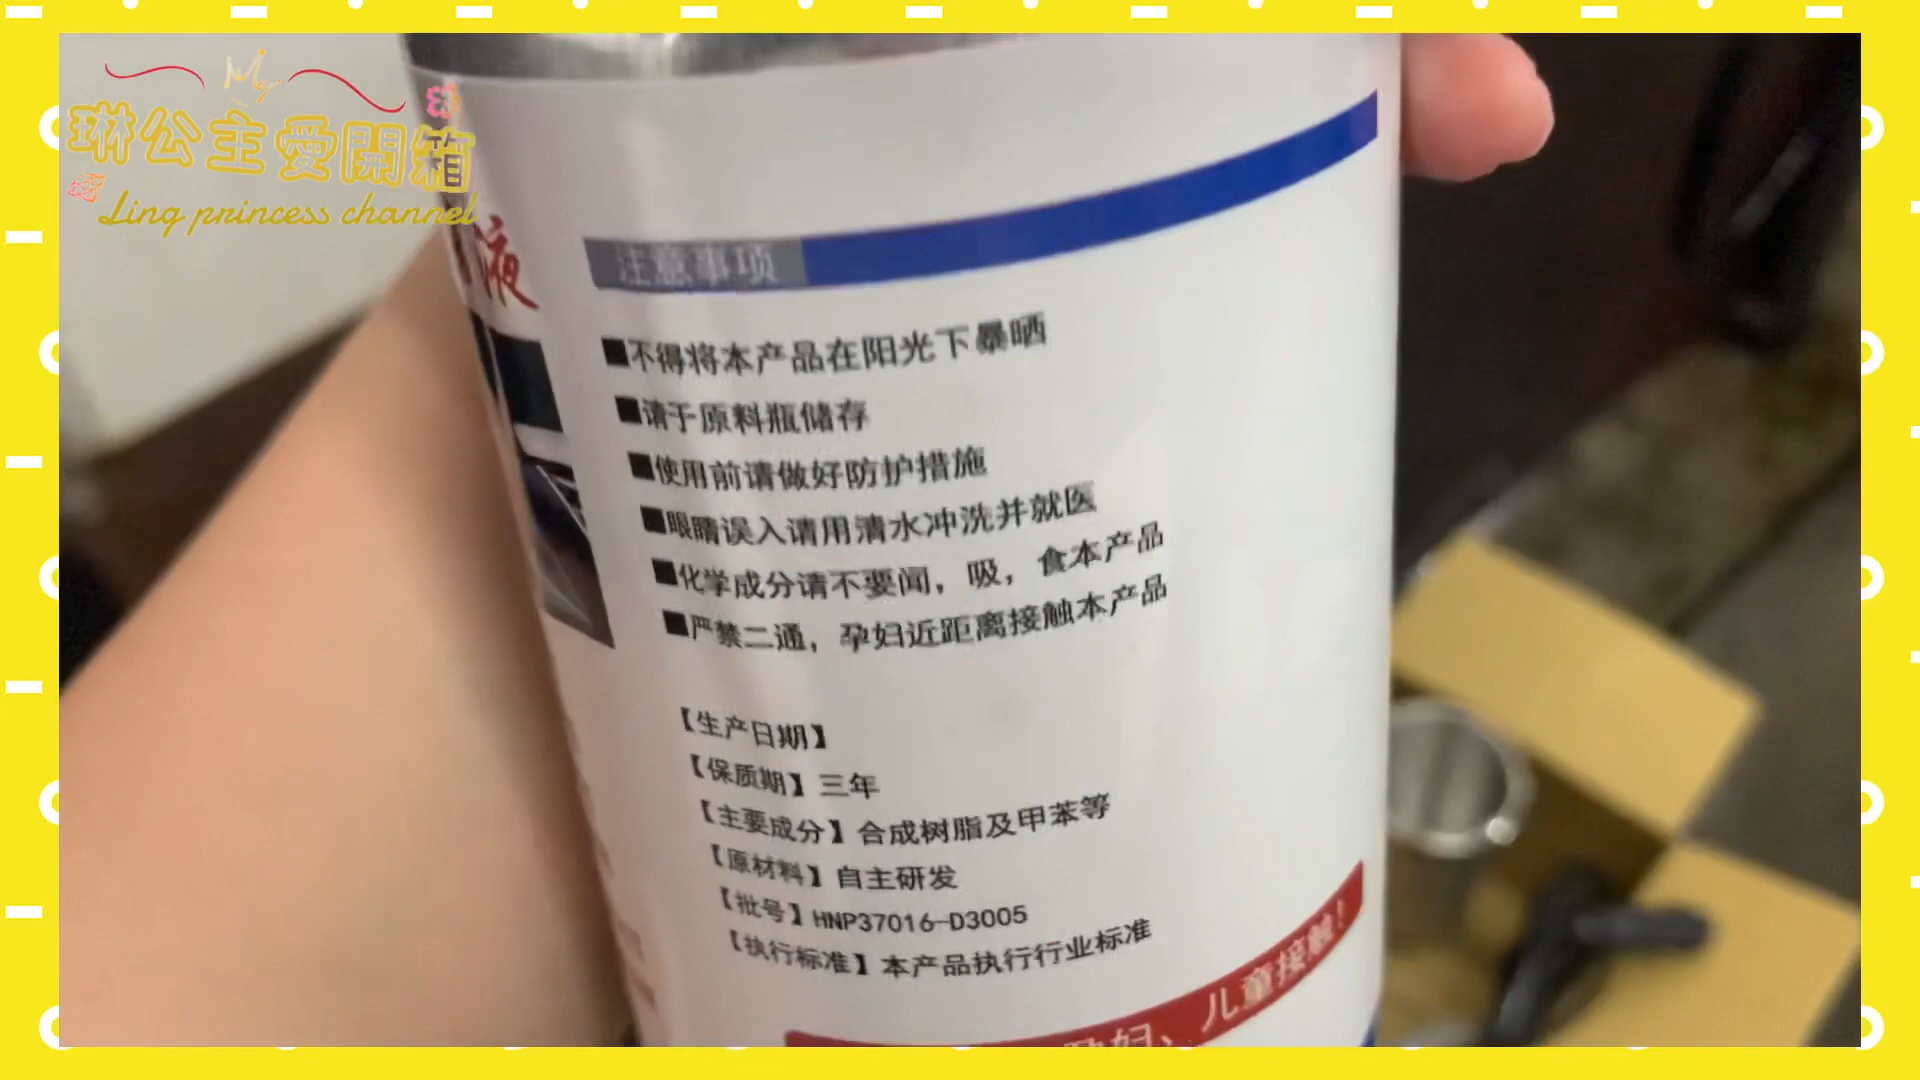 琳公主愛開箱
Ling princess channel
液
注意事项
■不得将本产品在阳光下暴晒
■请于原料瓶储存
■使用前请做好防护措施
■眼睛误入请用清水冲洗并就医
■化学成分请不要闻，吸，食本产品
■严禁二通，孕妇近距离接触本产品
【生产日期】
【保质期】三年
【主要成分】合成树脂及甲苯等
【原材料】自主研发
【批号】HNP37016-D3005
【执行标准】本产品执行行业标准
孕妇、儿童接触！